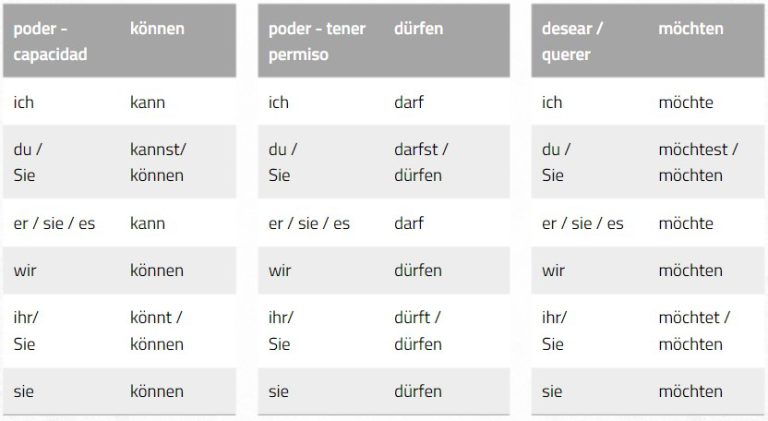 poder - können
capacidad
ich kann
du / kannst/
Sie können
er / sie / es kann
wir können
ihr/ könnt /
Sie können
sie können
poder - tener dürfen
permiso
ich darf
du / darfst /
Sie dürfen
er / sie / es darf
wir dürfen
ihr/ dürft /
Sie dürfen
sie dürfen
desear / möchten
querer
ich möchte
du / möchtest /
Sie möchten
er / sie / es möchte
wir möchten
ihr/ möchtet /
Sie möchten
sie möchten